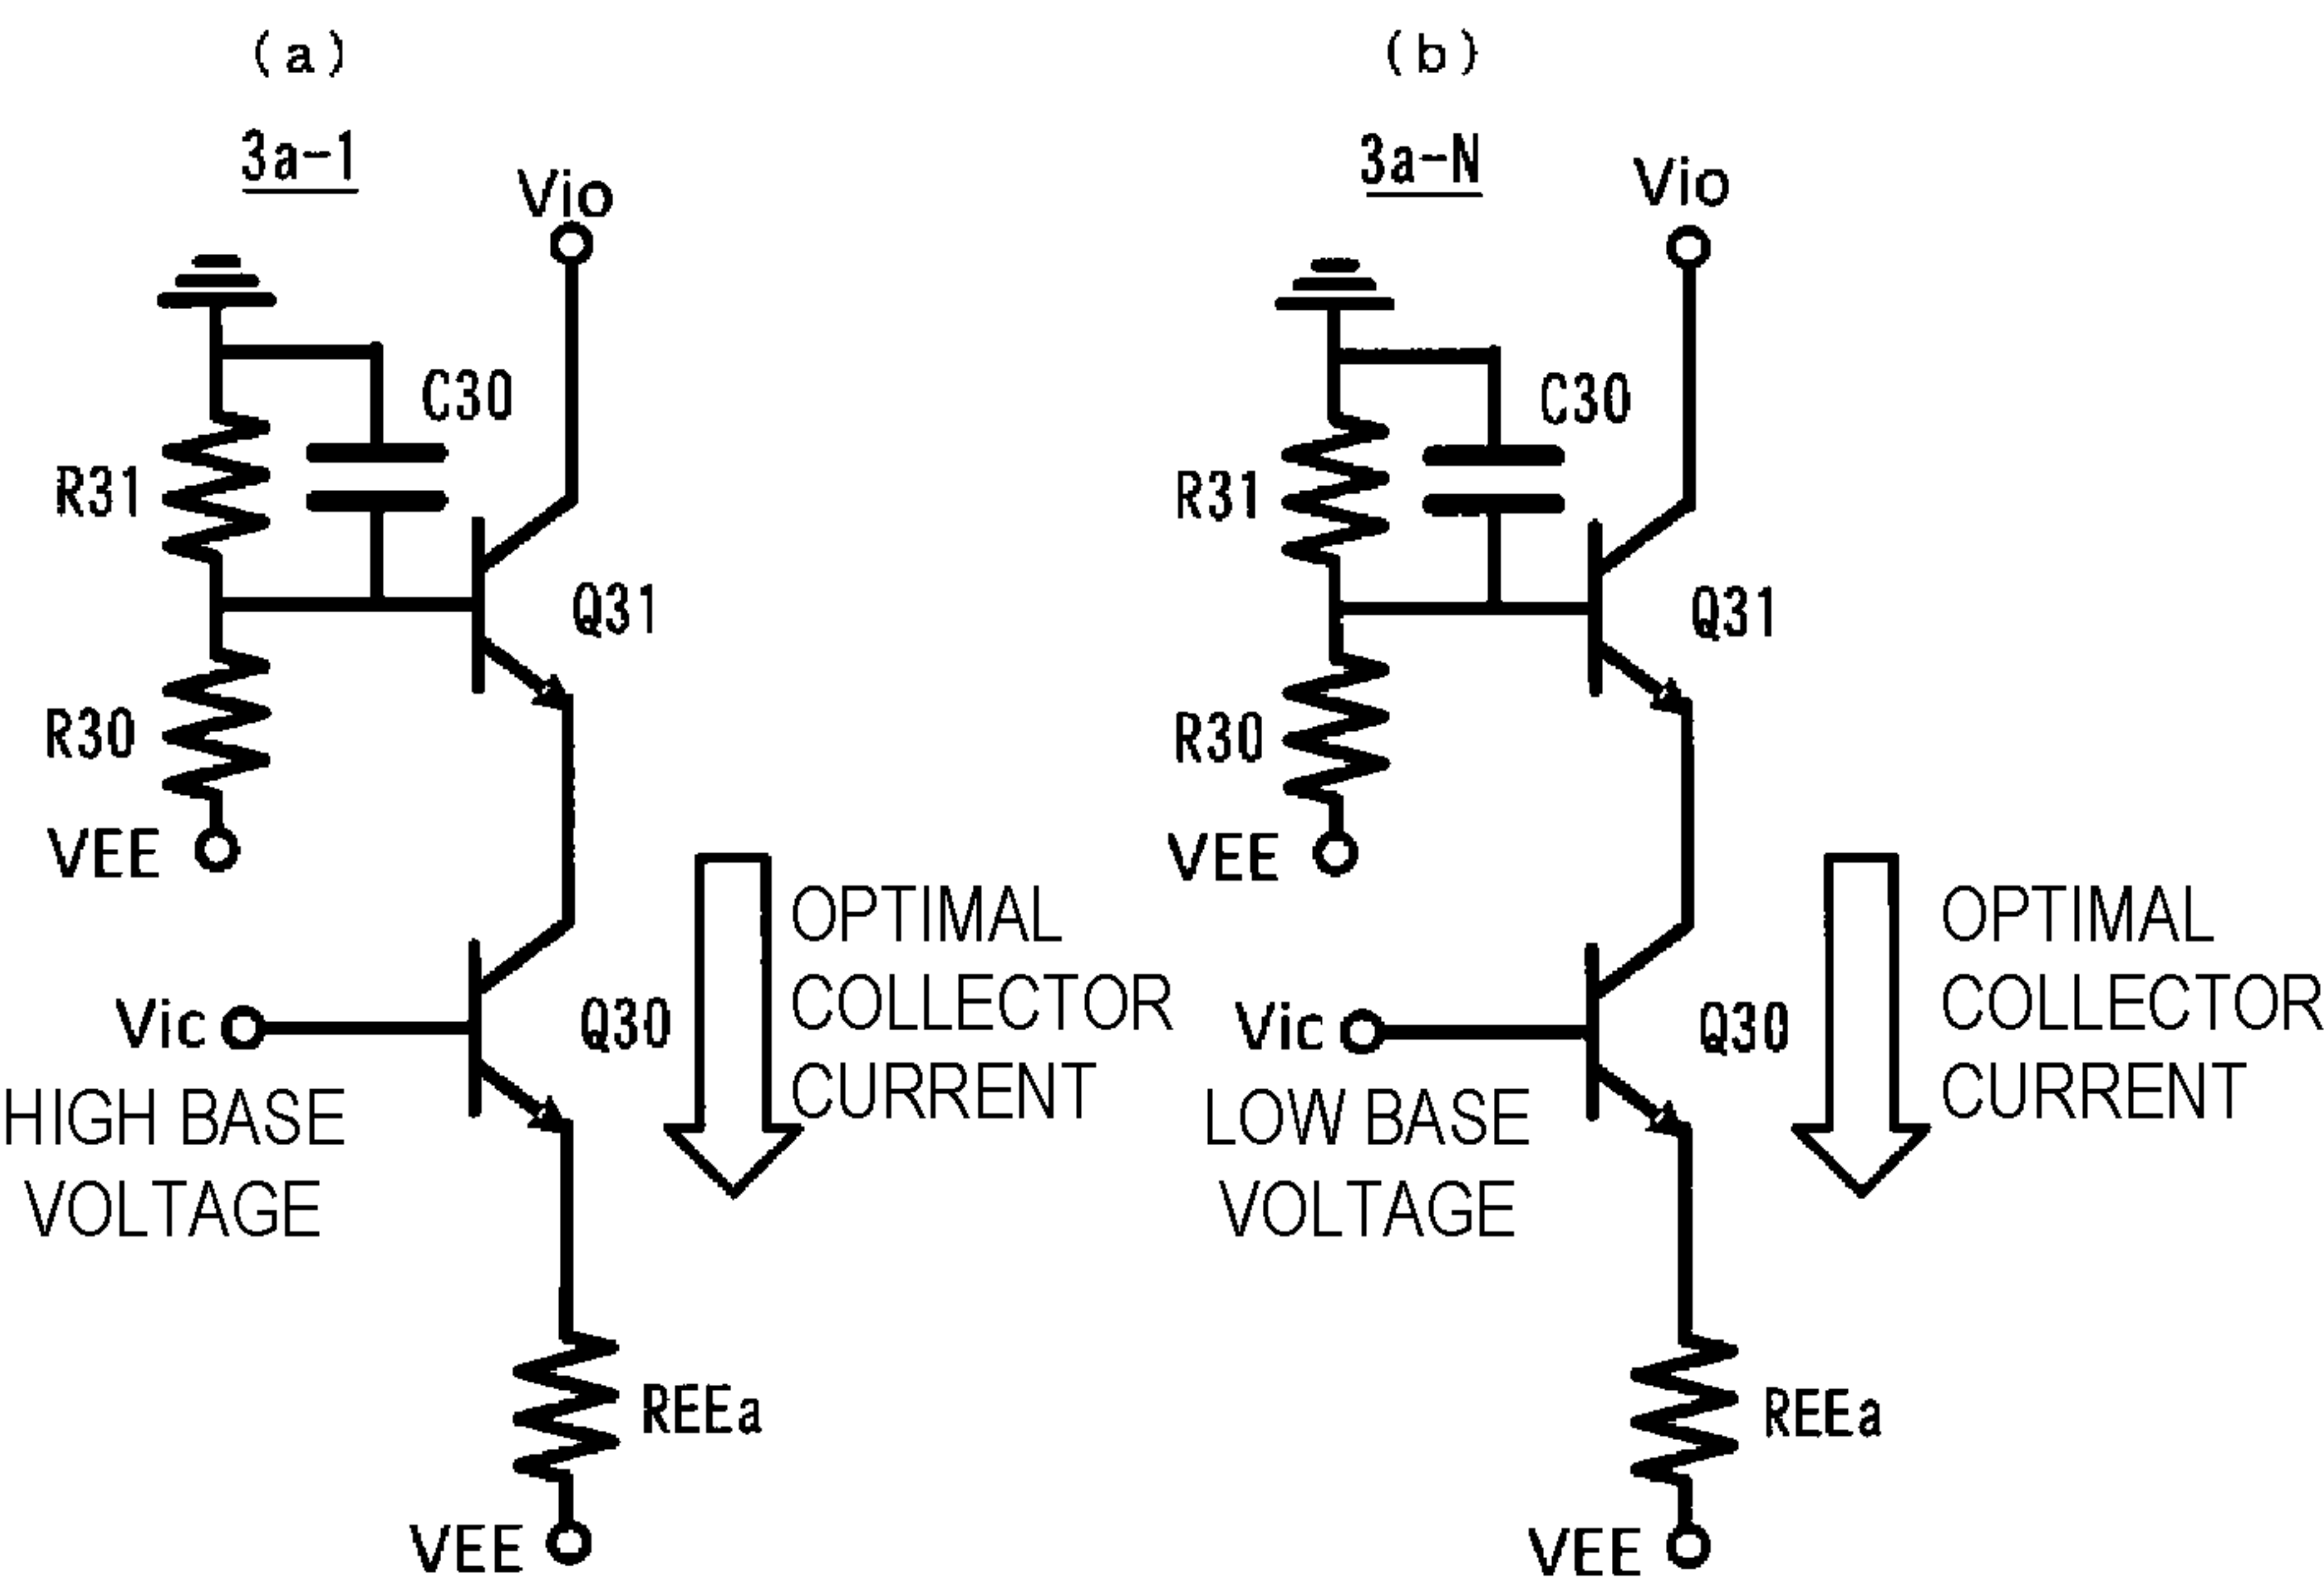 (a)
3a-1
Vio
C30
R31
Q31
R30
VEE
OPTIMAL
COLLECTOR
CURRENT
Vic
Q30
HIGH BASE
VOLTAGE
REEa
VEE
(b)
3a-N
Vio
C30
R31
Q31
R30
VEE
OPTIMAL
COLLECTOR
CURRENT
Vic
Q30
LOW BASE
VOLTAGE
REEa
VEE